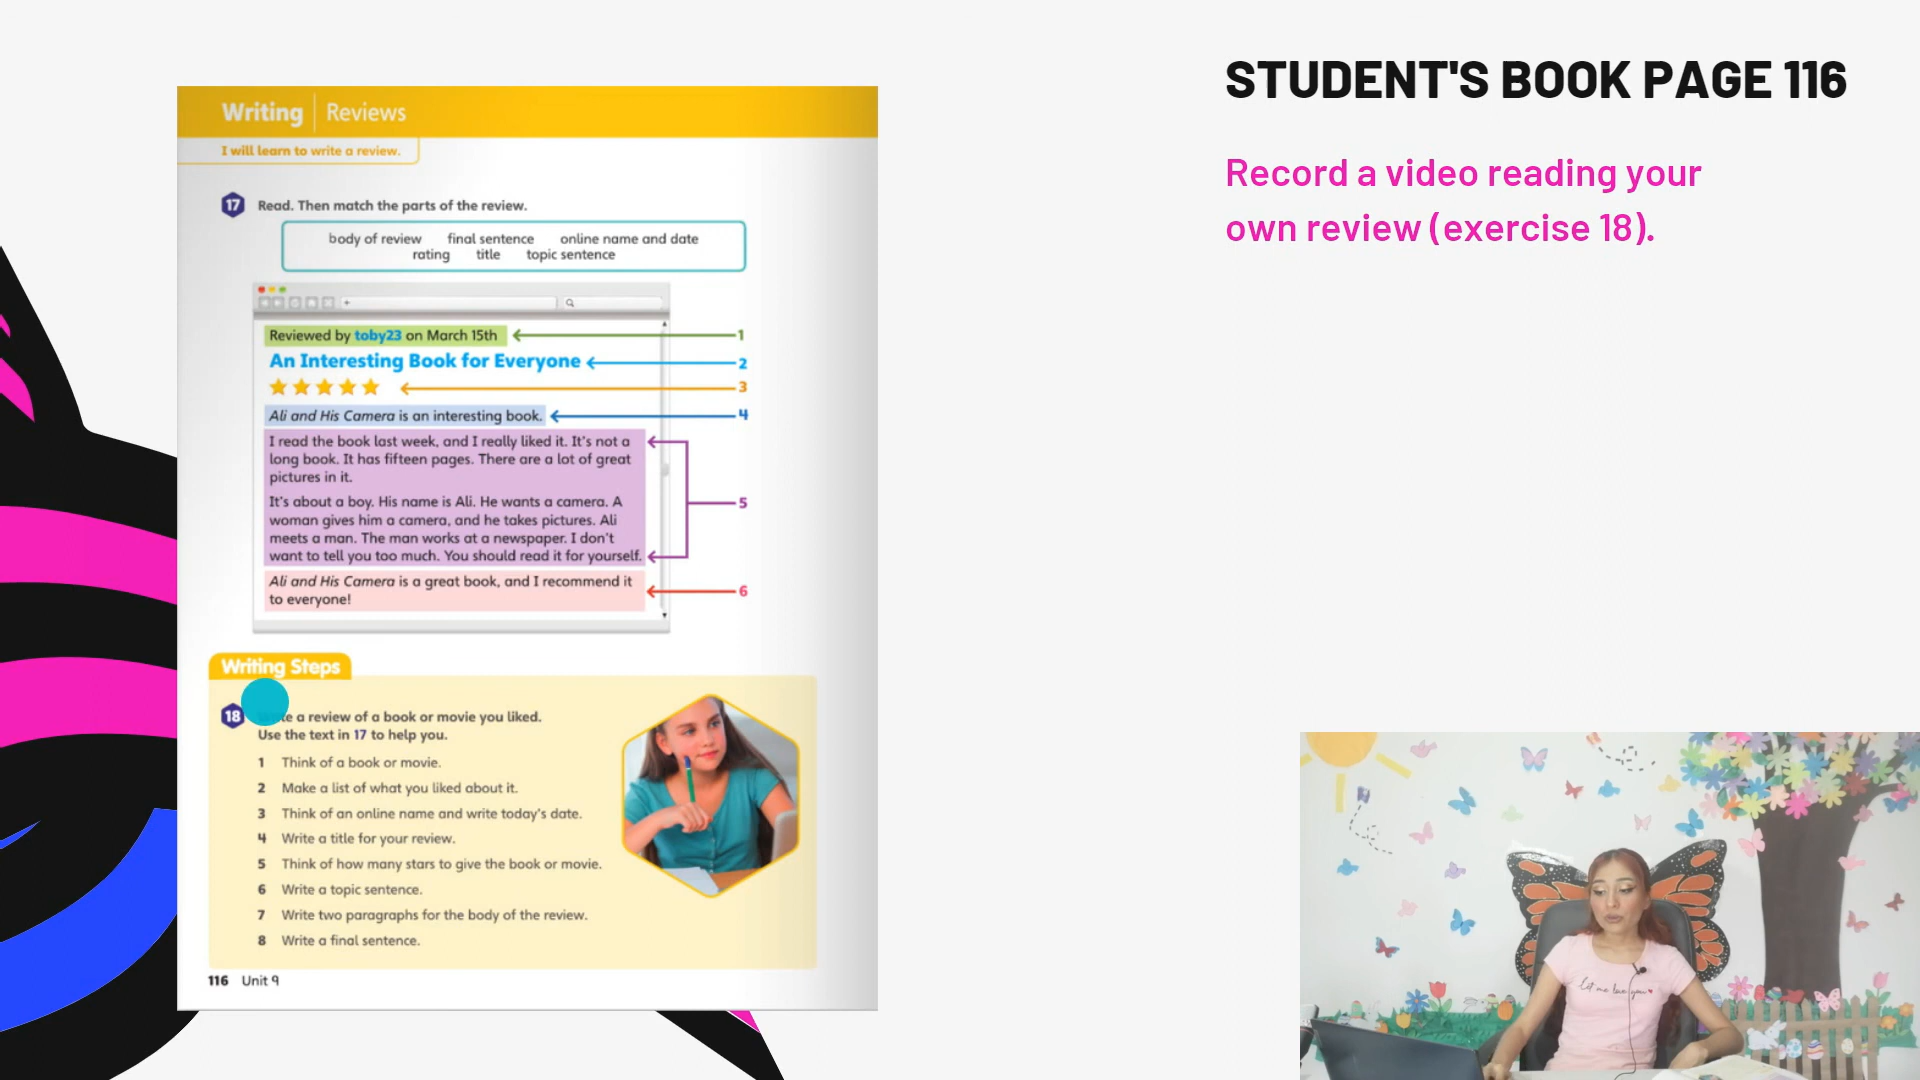 STUDENT'S BOOK PAGE 116
Record a video reading your
own review (exercise 18).
Writing | Reviews
I will learn to write a review.
17 Read. Then match the parts of the review.
body of review final sentence online name and date
rating title topic sentence
Reviewed by toby23 on March 15th 1
An Interesting Book for Everyone 2
3
Ali and His Camera is an interesting book. 4
I read the book last week, and I really liked it. It's not a
long book. It has fifteen pages. There are a lot of great
pictures in it.
5
It's about a boy. His name is Ali. He wants a camera. A
woman gives him a camera, and he takes pictures. Ali
meets a man. The man works at a newspaper. I don't
want to tell you too much. You should read it for yourself.
Ali and His Camera is a great book, and I recommend it
to everyone!
6
Writing Steps
18 a review of a book or movie you liked.
Use the text in 17 to help you.
1 Think of a book or movie.
2 Make a list of what you liked about it.
3 Think of an online name and write today's date.
4 Write a title for your review.
5 Think of how many stars to give the book or movie.
6 Write a topic sentence.
7 Write two paragraphs for the body of the review.
8 Write a final sentence.
116 Unit 9
let me love you